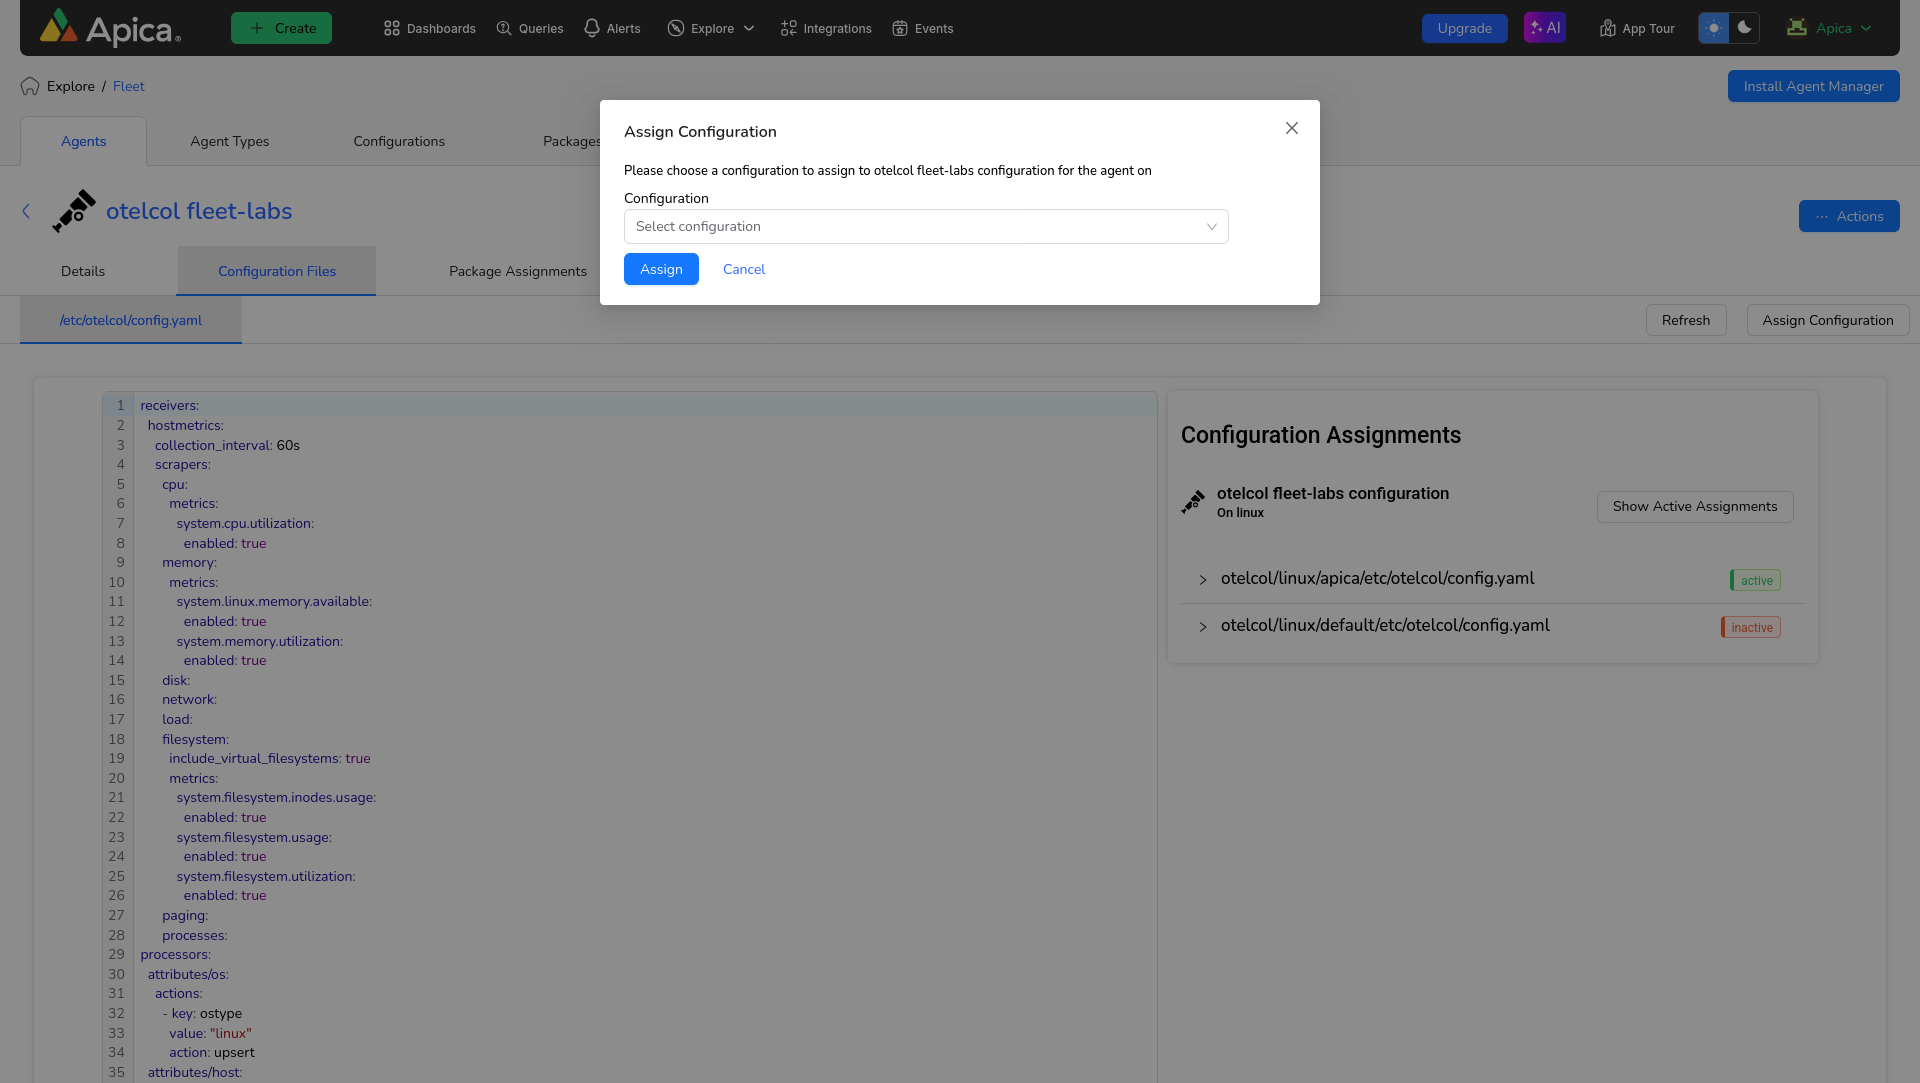 Apica
Create
Dashboards
Queries
Alerts
Explore
Integrations
Events
Upgrade
AI
App Tour
Apica
Explore / Fleet
Install Agent Manager
Agents
Agent Types
Configurations
Packages
Assign Configuration
Please choose a configuration to assign to otelcol fleet-labs configuration for the agent on
Configuration
Select configuration
Assign
Cancel
otelcol fleet-labs
Actions
Details
Configuration Files
Package Assignments
/etc/otelcol/config.yaml
Refresh
Assign Configuration
1 receivers:
2 hostmetrics:
3 collection_interval: 60s
4 scrapers:
5 cpu:
6 metrics:
7 system.cpu.utilization:
8 enabled: true
9 memory:
10 metrics:
11 system.linux.memory.available:
12 enabled: true
13 system.memory.utilization:
14 enabled: true
15 disk:
16 network:
17 load:
18 filesystem:
19 include_virtual_filesystems: true
20 metrics:
21 system.filesystem.inodes.usage:
22 enabled: true
23 system.filesystem.usage:
24 enabled: true
25 system.filesystem.utilization:
26 enabled: true
27 paging:
28 processes:
29 processors:
30 attributes/os:
31 actions:
32 - key: ostype
33 value: "linux"
34 action: upsert
35 attributes/host:
Configuration Assignments
otelcol fleet-labs configuration
On linux
Show Active Assignments
otelcol/linux/apica/etc/otelcol/config.yaml
active
otelcol/linux/default/etc/otelcol/config.yaml
inactive